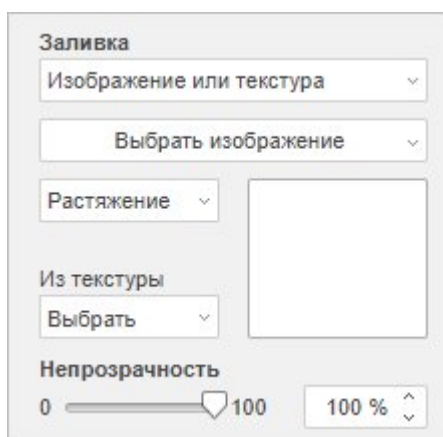 Заливка
Изображение или текстура
Выбрать изображение
Растяжение
Из текстуры
Выбрать
Непрозрачность
0 100 100 %